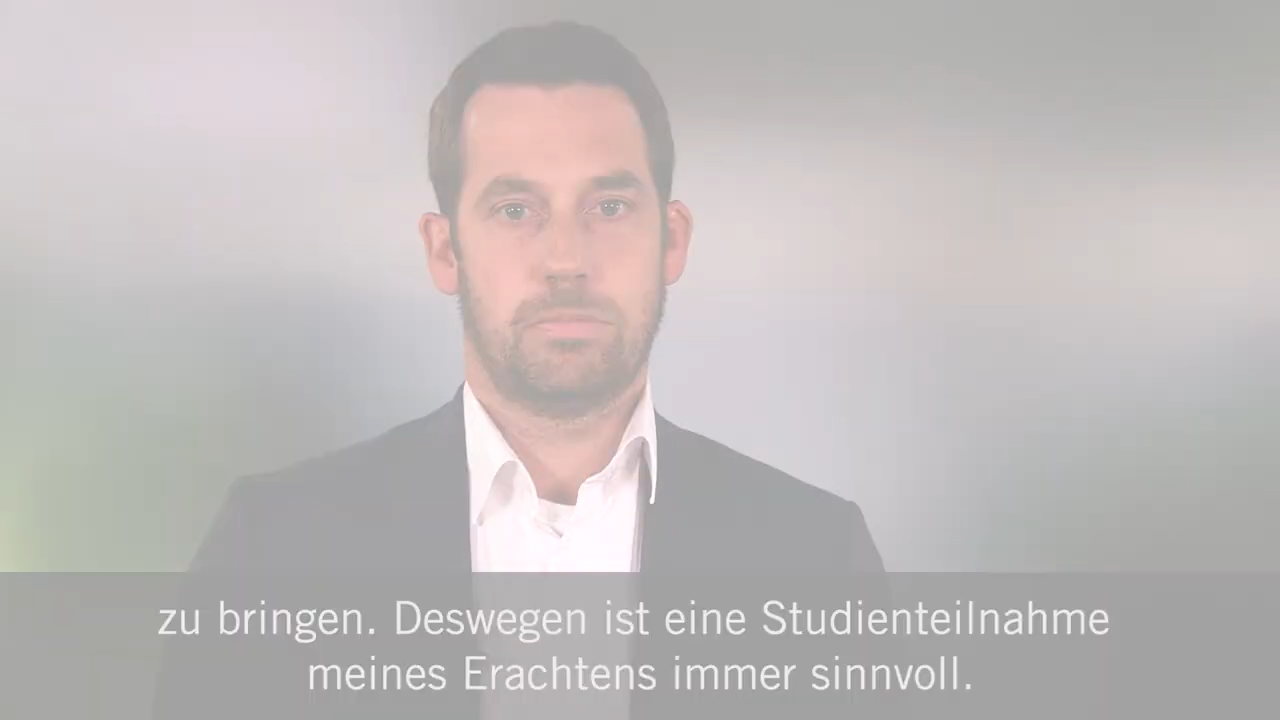 zu bringen. Deswegen ist eine Studienteilnahme
meines Erachtens immer sinnvoll.